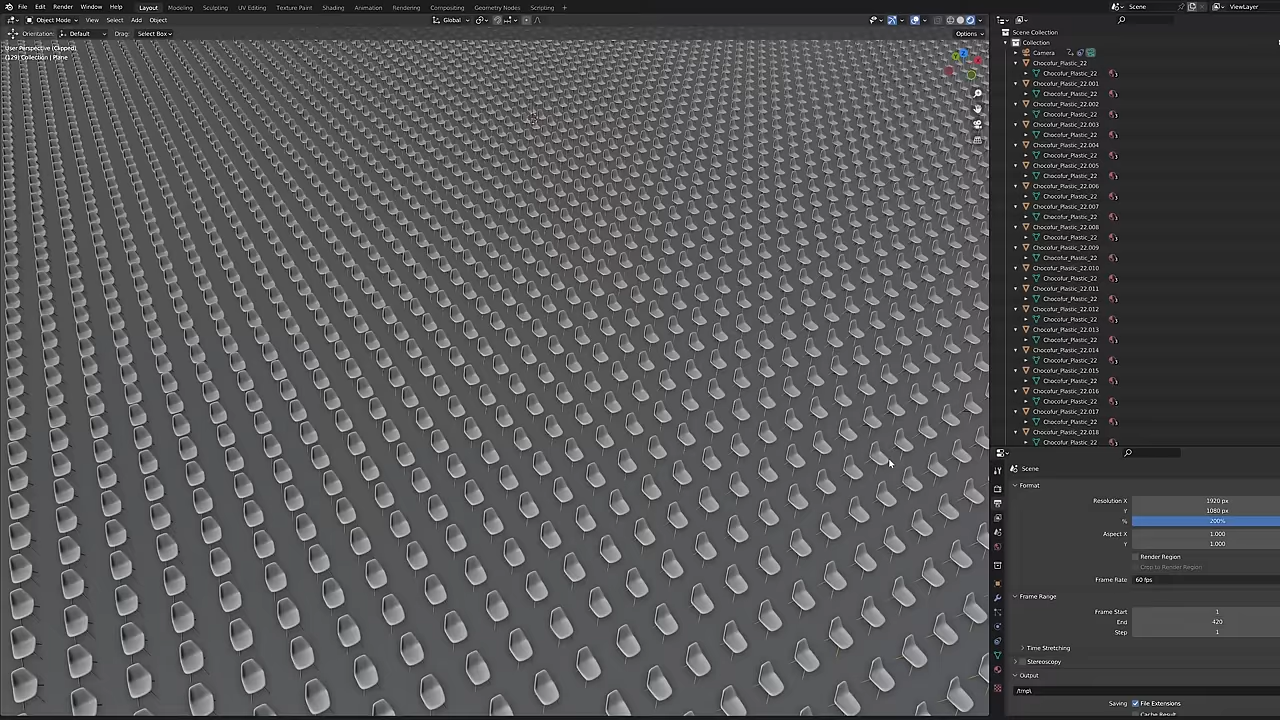 File Edit Render Window Help Layout Modeling Sculpting UV Editing Texture Paint Shading Animation Rendering Compositing Geometry Nodes Scripting + Scene ViewLayer
Object Mode View Select Add Object Global
Orientation: Default Drag: Select Box Options
User Perspective (Clipped)
(129) Collection | Plane
Scene Collection
Collection
Camera
Chocofur_Plastic_22
Chocofur_Plastic_22
Chocofur_Plastic_22.001
Chocofur_Plastic_22
Chocofur_Plastic_22.002
Chocofur_Plastic_22
Chocofur_Plastic_22.003
Chocofur_Plastic_22
Chocofur_Plastic_22.004
Chocofur_Plastic_22
Chocofur_Plastic_22.005
Chocofur_Plastic_22
Chocofur_Plastic_22.006
Chocofur_Plastic_22
Chocofur_Plastic_22.007
Chocofur_Plastic_22
Chocofur_Plastic_22.008
Chocofur_Plastic_22
Chocofur_Plastic_22.009
Chocofur_Plastic_22
Chocofur_Plastic_22.010
Chocofur_Plastic_22
Chocofur_Plastic_22.011
Chocofur_Plastic_22
Chocofur_Plastic_22.012
Chocofur_Plastic_22
Chocofur_Plastic_22.013
Chocofur_Plastic_22
Chocofur_Plastic_22.014
Chocofur_Plastic_22
Chocofur_Plastic_22.015
Chocofur_Plastic_22
Chocofur_Plastic_22.016
Chocofur_Plastic_22
Chocofur_Plastic_22.017
Chocofur_Plastic_22
Chocofur_Plastic_22.018
Chocofur_Plastic_22
Scene
Format
Resolution X 1920 px
Y 1080 px
% 200%
Aspect X 1.000
Y 1.000
Render Region
Crop to Render Region
Frame Rate 60 fps
Frame Range
Frame Start 1
End 420
Step 1
Time Stretching
Stereoscopy
Output
/tmp\
Saving File Extensions
Cache Result